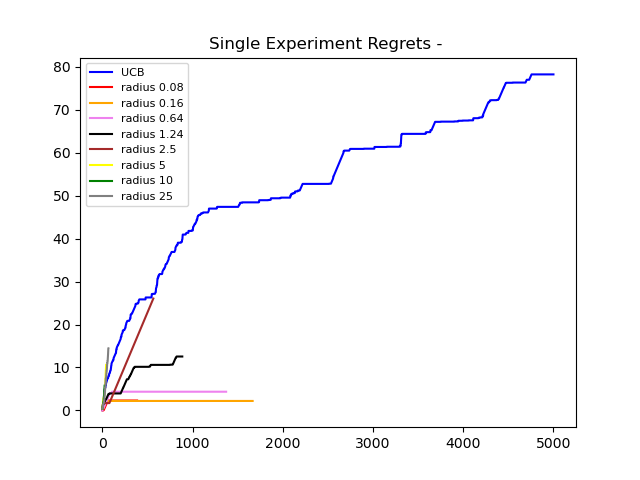 Single Experiment Regrets -
80
70
60
50
40
30
20
10
0
UCB
radius 0.08
radius 0.16
radius 0.64
radius 1.24
radius 2.5
radius 5
radius 10
radius 25
0 1000 2000 3000 4000 5000